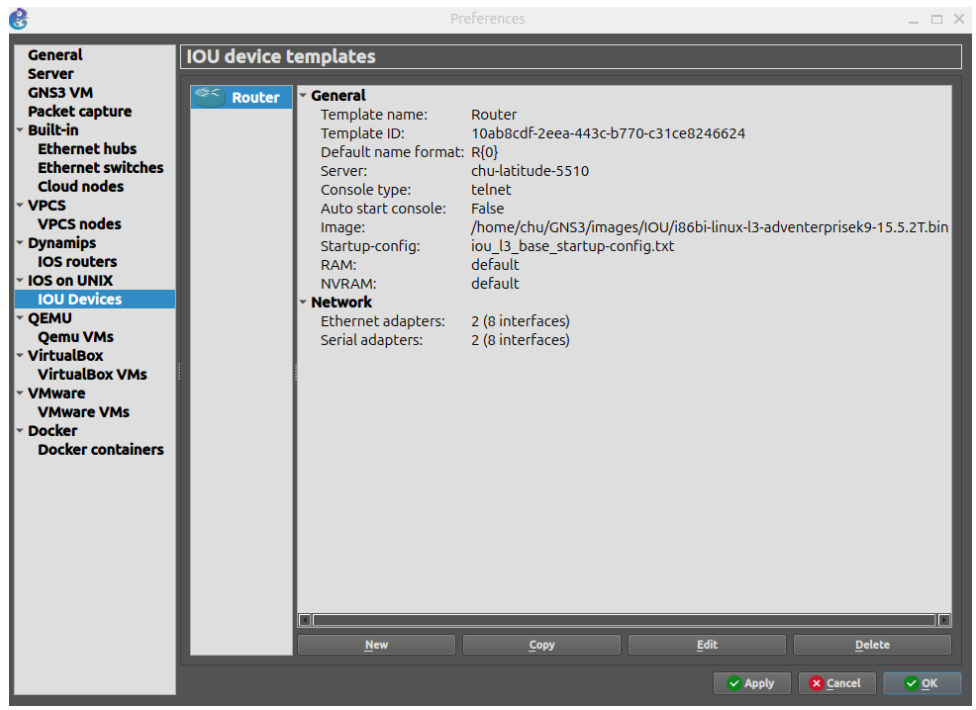 Preferences
General
Server
GNS3 VM
Packet capture
Built-in
Ethernet hubs
Ethernet switches
Cloud nodes
VPCS
VPCS nodes
Dynamips
IOS routers
IOS on UNIX
IOU Devices
QEMU
Qemu VMs
VirtualBox
VirtualBox VMs
VMware
VMware VMs
Docker
Docker containers
IOU device templates
Router
General
Template name: Router
Template ID: 10ab8cdf-2eea-443c-b770-c31ce8246624
Default name format: R{0}
Server: chu-latitude-5510
Console type: telnet
Auto start console: False
Image: /home/chu/GNS3/images/IOU/i86bi-linux-l3-adventerprisek9-15.5.2T.bin
Startup-config: iou_l3_base_startup-config.txt
RAM: default
NVRAM: default
Network
Ethernet adapters: 2 (8 interfaces)
Serial adapters: 2 (8 interfaces)
New Copy Edit Delete
Apply Cancel OK